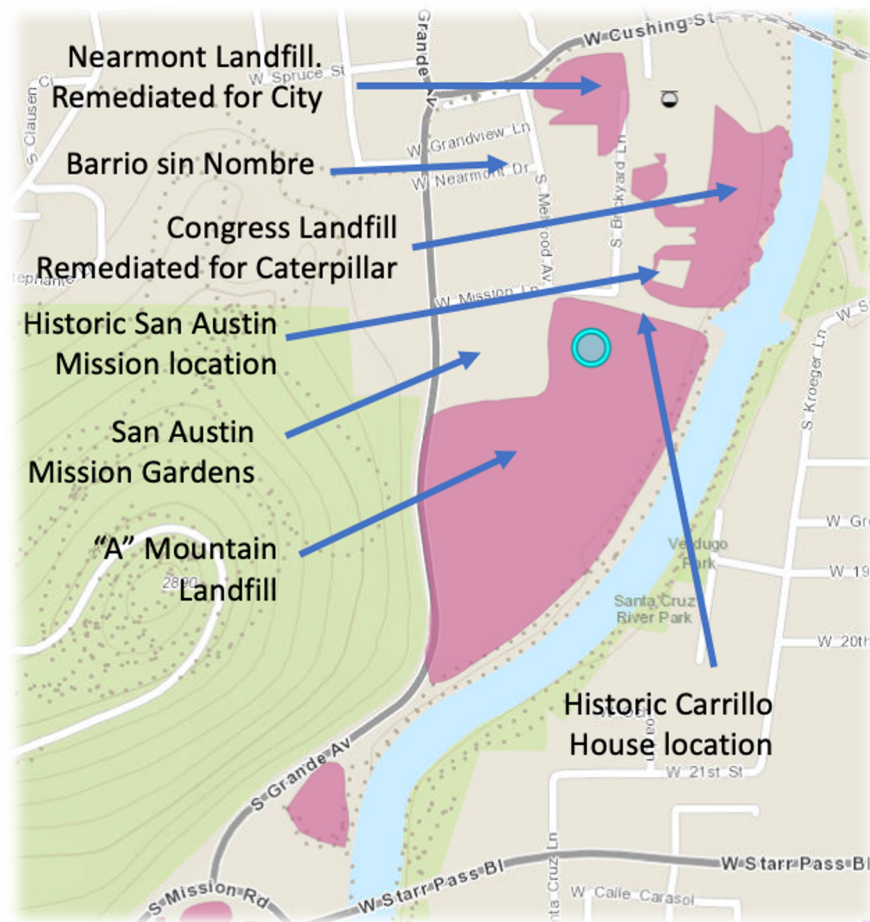 Grande Av
W Cushing St
Nearmont Landfill.
Remediated for City
W Spruce St
S Clausen Ci
W Grandview Ln
Barrio sin Nombre
W Nearmont Dr
S Melwood Av
S Brickyard Ln
Congress Landfill
Remediated for Caterpillar
W Mission Ln
Historic San Austin
Mission location
S Kroeger Ln
San Austin
Mission Gardens
"A" Mountain
Landfill
2890
Verdugo
Park
W 19
Santa Cruz
River Park
W 20th
Historic Carrillo
House location
W 21st St
S Grande Av
W Starr Pass Bl
W Starr Pass Bl
S Mission Rd
W Calle Carasol